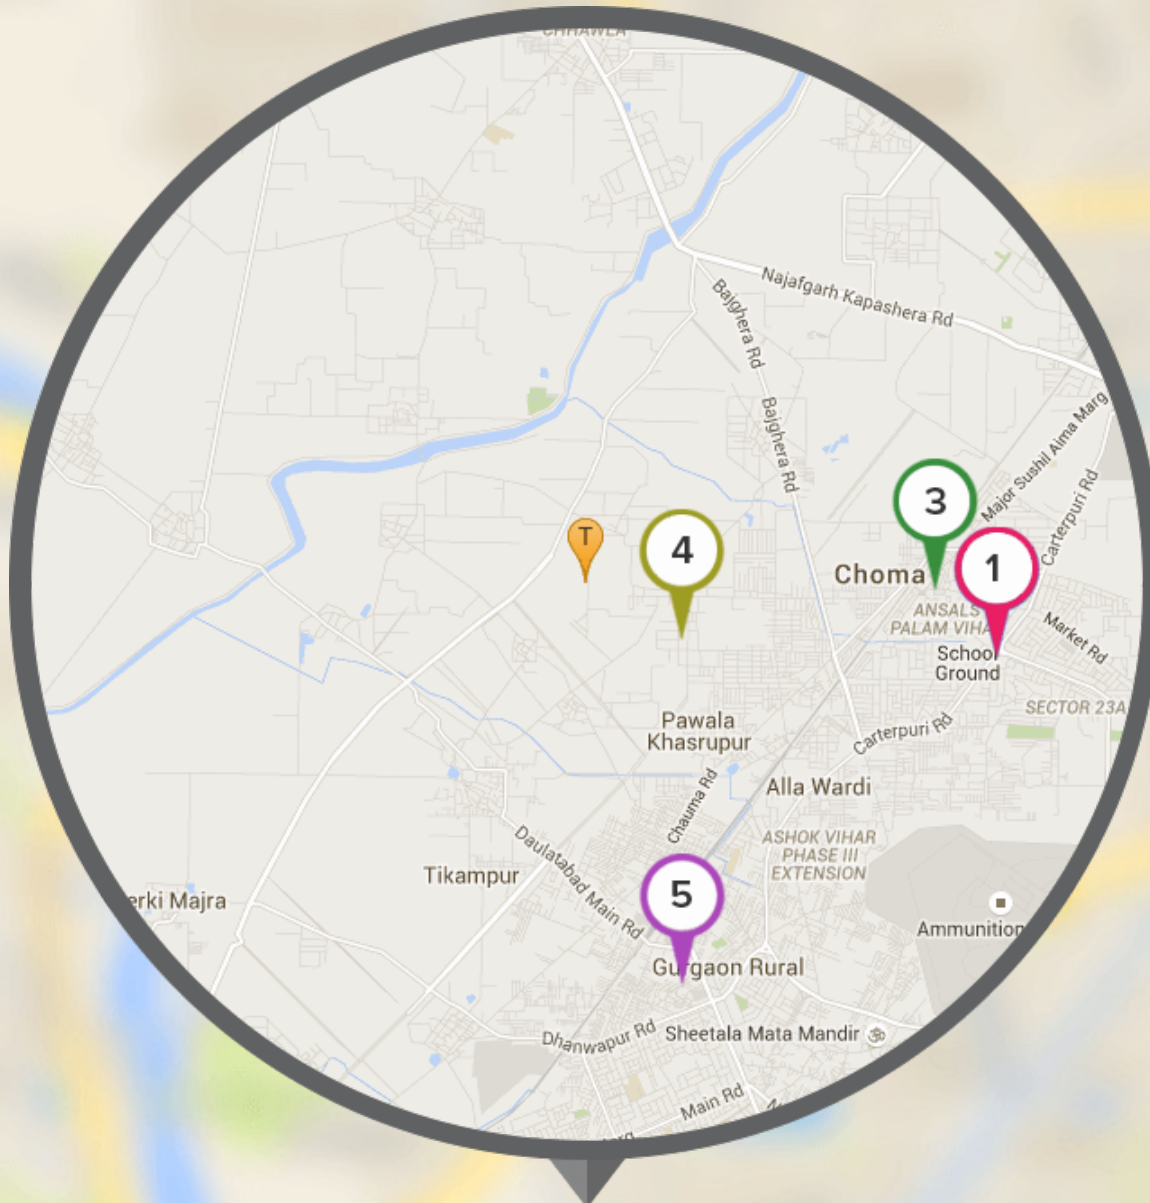 CHHAWLA
Najafgarh Kapashera Rd
Bajghera Rd
Bajghera Rd
Major Sushil Aima Marg
Carterpuri Rd
3
T
4
1
Choma
ANSALS
PALAM VIHA
Market Rd
School
Ground
SECTOR 23A
Pawala
Khasrupur
Carterpuri Rd
Chauma Rd
Alla Wardi
ASHOK VIHAR
PHASE III
EXTENSION
Daulatabad Main Rd
Tikampur
5
erki Majra
Ammunition
Gurgaon Rural
Dhanwapur Rd
Sheetala Mata Mandir
Main Rd